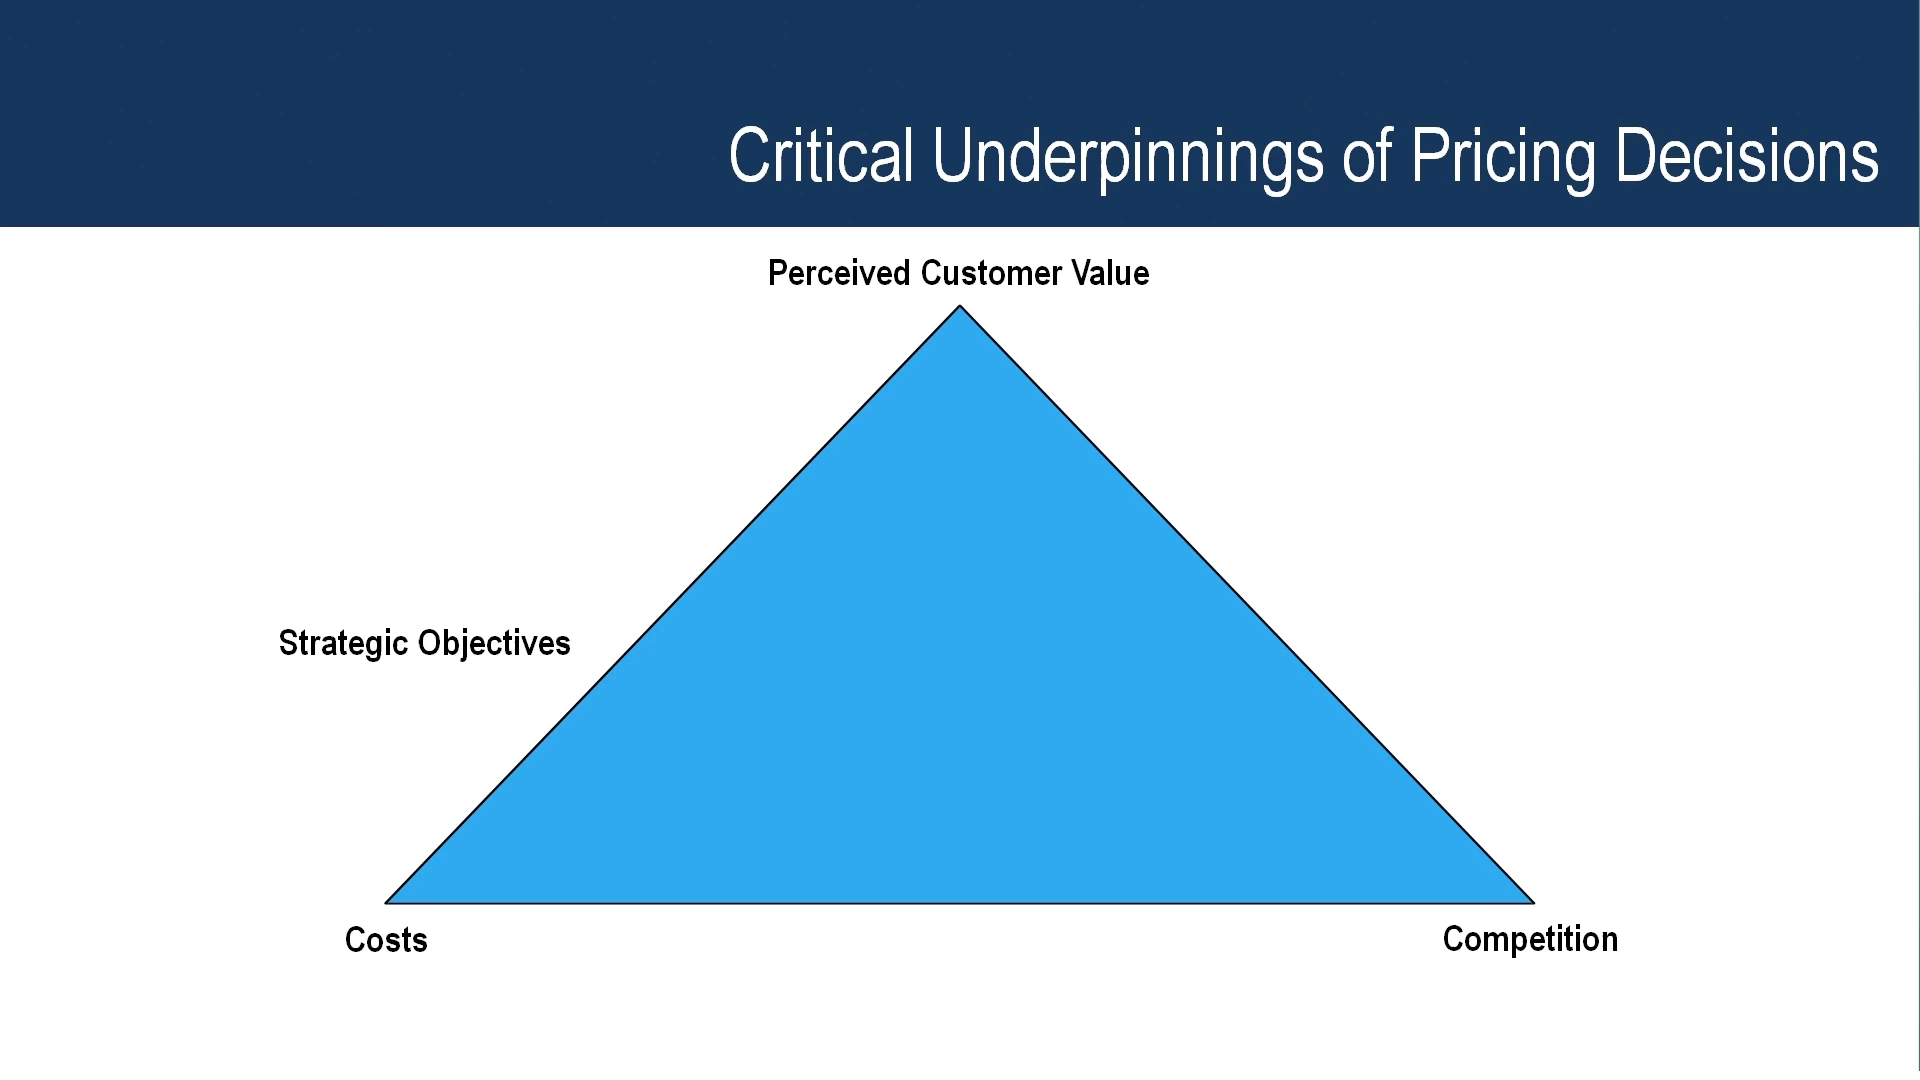 Critical Underpinnings of Pricing Decisions
Perceived Customer Value
Strategic Objectives
Costs
Competition